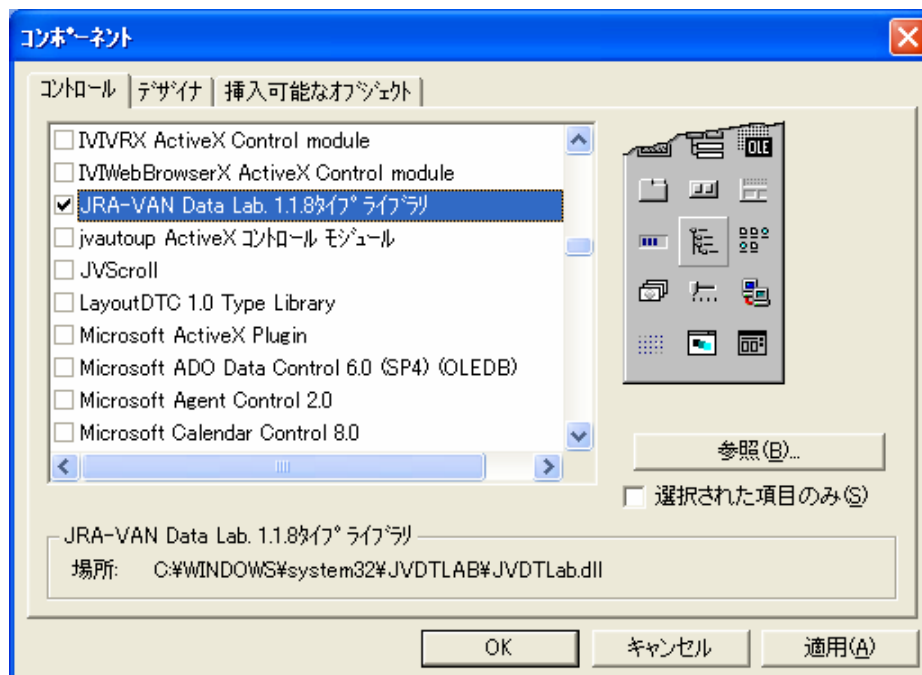 コンポーネント
コントロール デザイナ 挿入可能なオブジェクト
IVIVRX ActiveX Control module
IVIWebBrowserX ActiveX Control module
JRA-VAN Data Lab. 1.1.8タイプ ライブラリ
jvautoup ActiveX コントロール モジュール
JVScroll
LayoutDTC 1.0 Type Library
Microsoft ActiveX Plugin
Microsoft ADO Data Control 6.0 (SP4) (OLEDB)
Microsoft Agent Control 2.0
Microsoft Calendar Control 8.0
OLE
参照(B)...
選択された項目のみ(S)
JRA-VAN Data Lab. 1.1.8タイプ ライブラリ
場所: C:¥WINDOWS¥system32¥JVDTLAB¥JVDTLab.dll
OK キャンセル 適用(A)